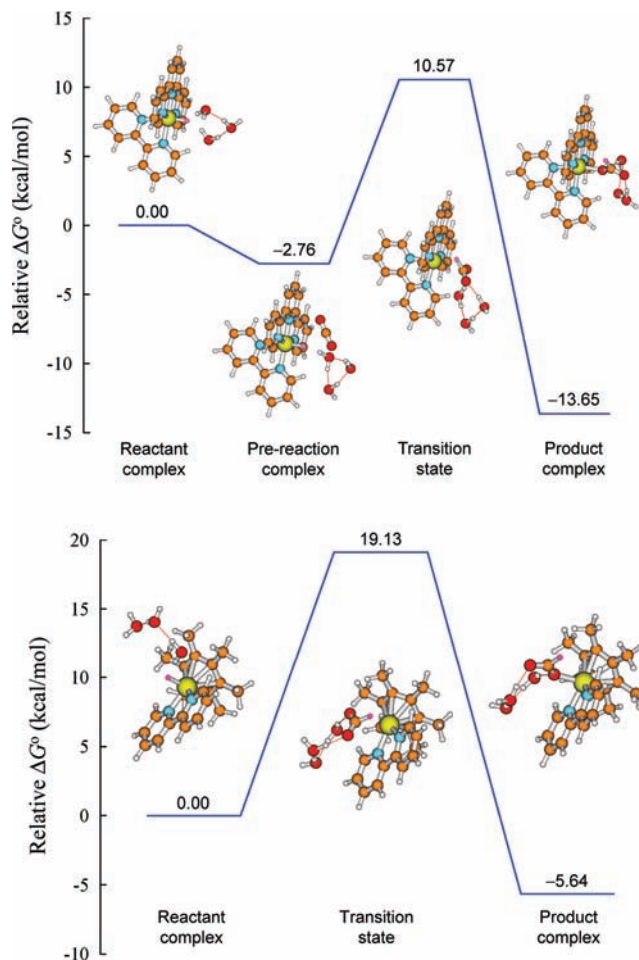 15
10.57
10
5
0.00
0
−2.76
-5
-10
−13.65
-15
Relative ΔGº (kcal/mol)
Reactant complex
Pre-reaction complex
Transition state
Product complex
20
19.13
15
10
5
0.00
0
-5
−5.64
-10
Relative ΔGº (kcal/mol)
Reactant complex
Transition state
Product complex